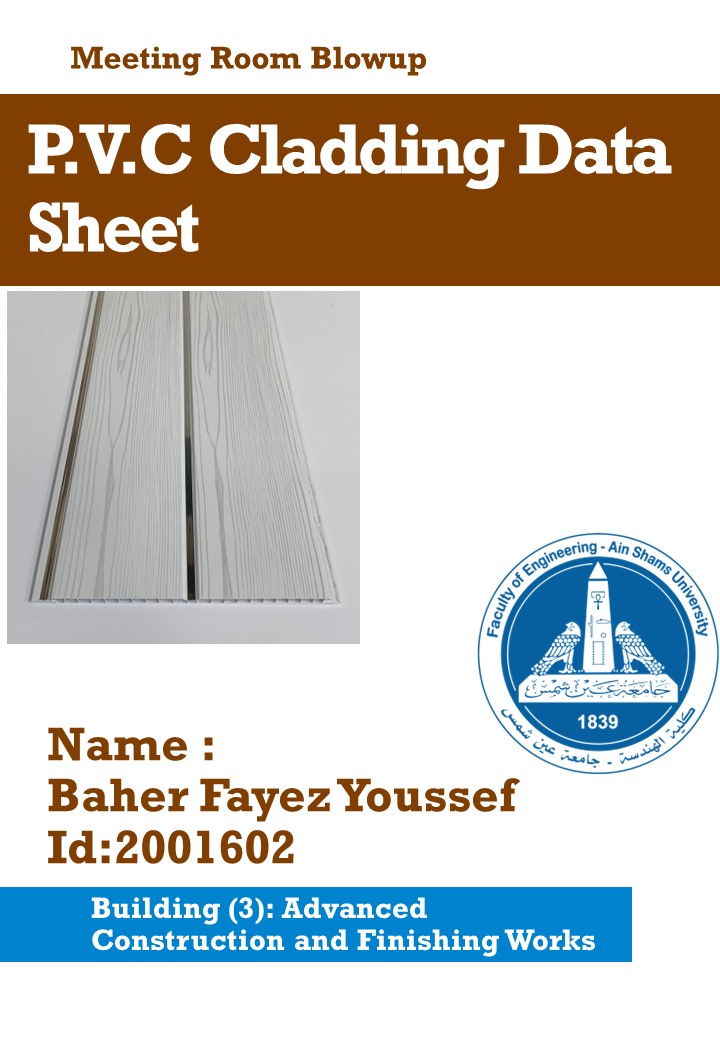 Meeting Room Blowup
P.V.C Cladding Data
Sheet
Faculty of Engineering - Ain Shams University
جامعة عين شمس
1839
كلية الهندسة - جامعة عين شمس
Name :
Baher Fayez Youssef
Id:2001602
Building (3): Advanced
Construction and Finishing Works